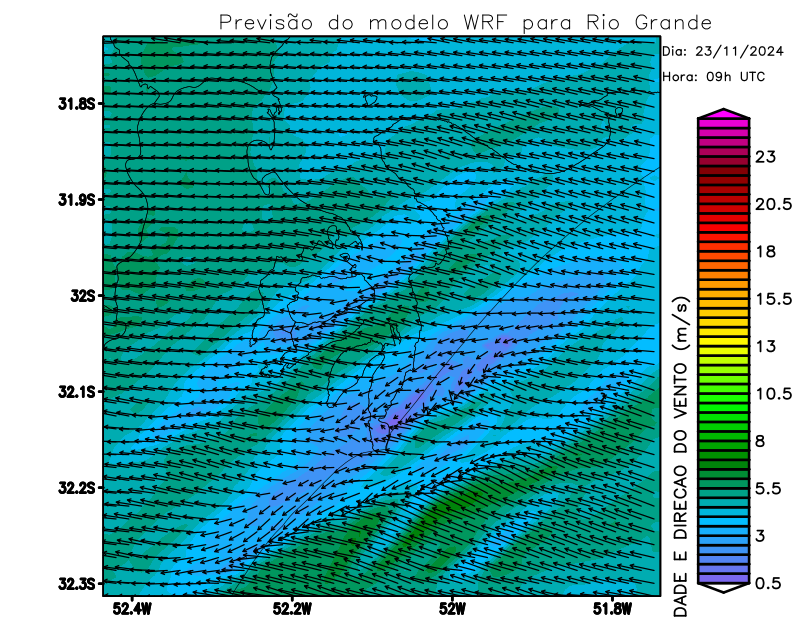 Previsão do modelo WRF para Rio Grande
Dia: 23/11/2024
Hora: 09h UTC
31.8S
31.9S
32S
32.1S
32.2S
32.3S
52.4W
52.2W
52W
51.8W
23
20.5
18
15.5
13
10.5
8
5.5
3
0.5
DADE E DIRECAO DO VENTO (m/s)